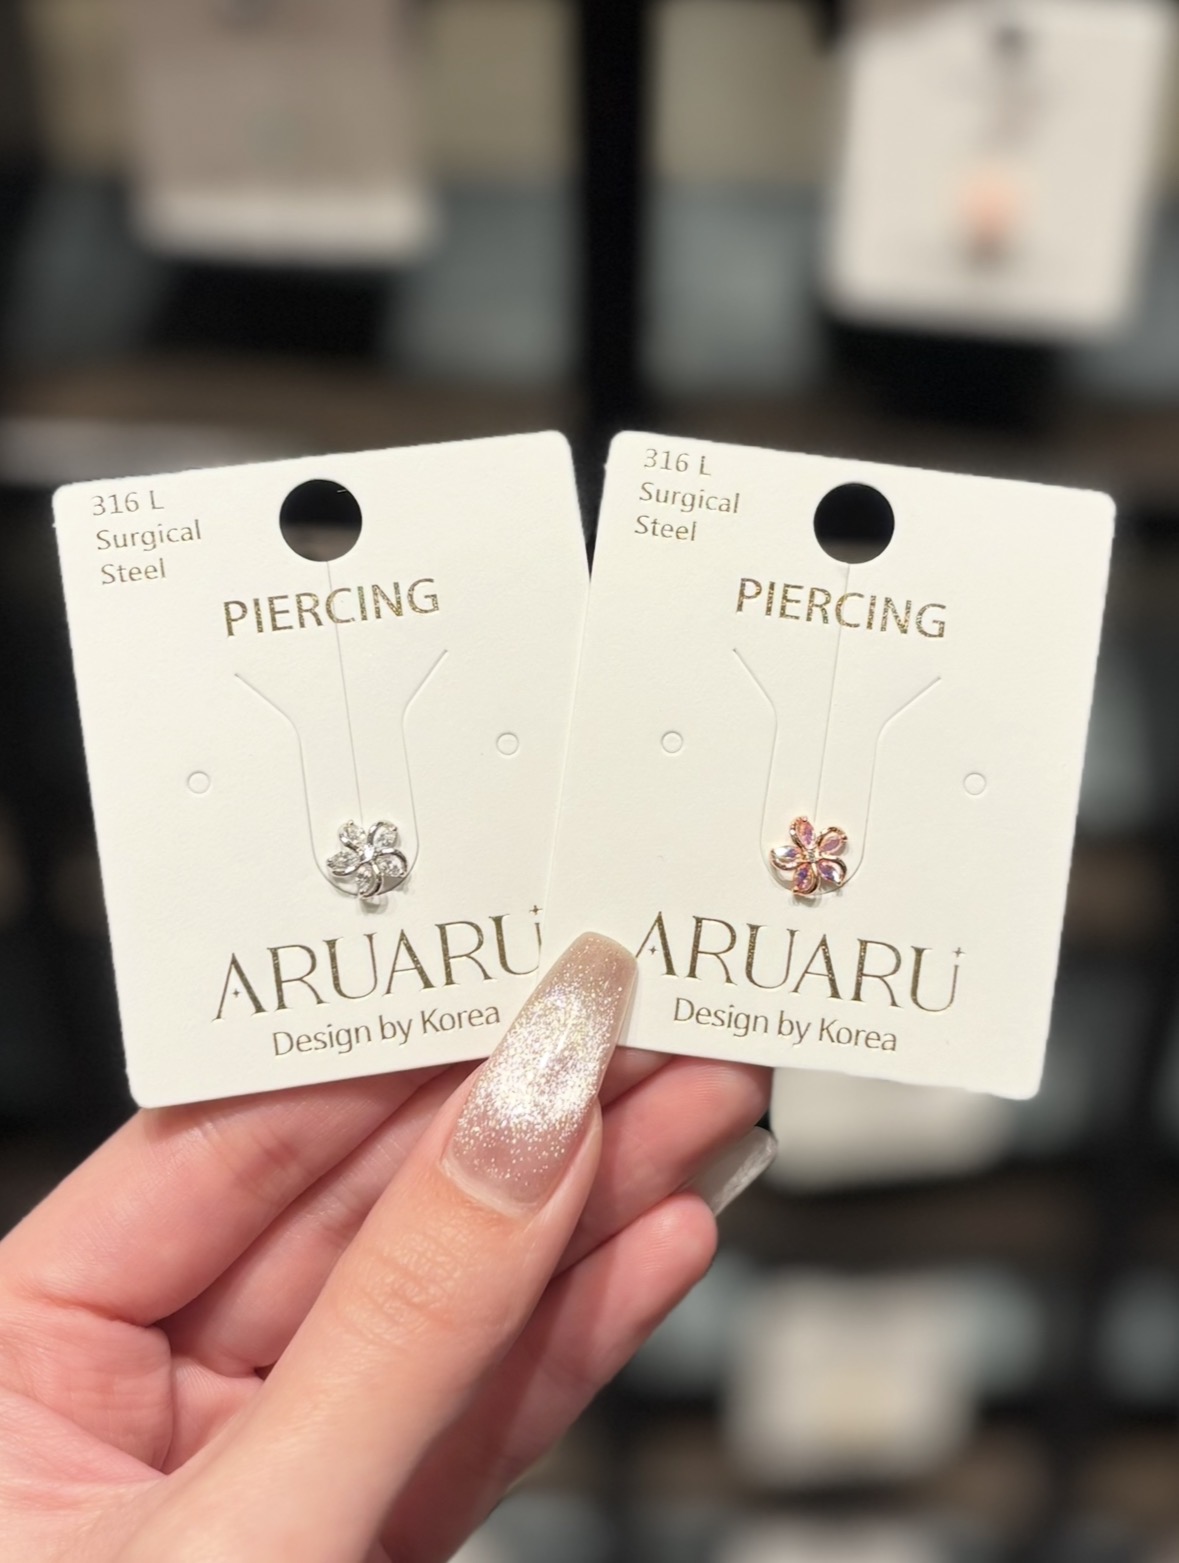 316 L
Surgical
Steel
PIERCING
ARUARU
Design by Korea
316 L
Surgical
Steel
PIERCING
ARUARU
Design by Korea